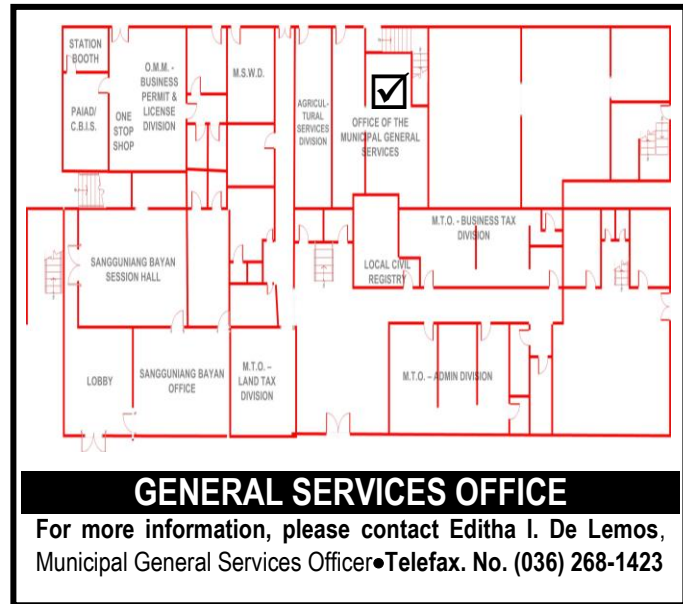 STATION
BOOTH
O.M.M. -
BUSINESS
PERMIT &
LICENSE
DIVISION
PAIAD/
C.B.I.S.
ONE
STOP
SHOP
M.S.W.D.
AGRICUL-
TURAL
SERVICES
DIVISION
OFFICE OF THE
MUNICIPAL GENERAL
SERVICES
SANGGUNIANG BAYAN
SESSION HALL
M.T.O. - BUSINESS TAX
DIVISION
LOCAL CIVIL
REGISTRY
LOBBY
SANGGUNIANG BAYAN
OFFICE
M.T.O. –
LAND TAX
DIVISION
M.T.O. – ADMIN DIVISION
GENERAL SERVICES OFFICE
For more information, please contact Editha I. De Lemos,
Municipal General Services Officer●Telefax. No. (036) 268-1423